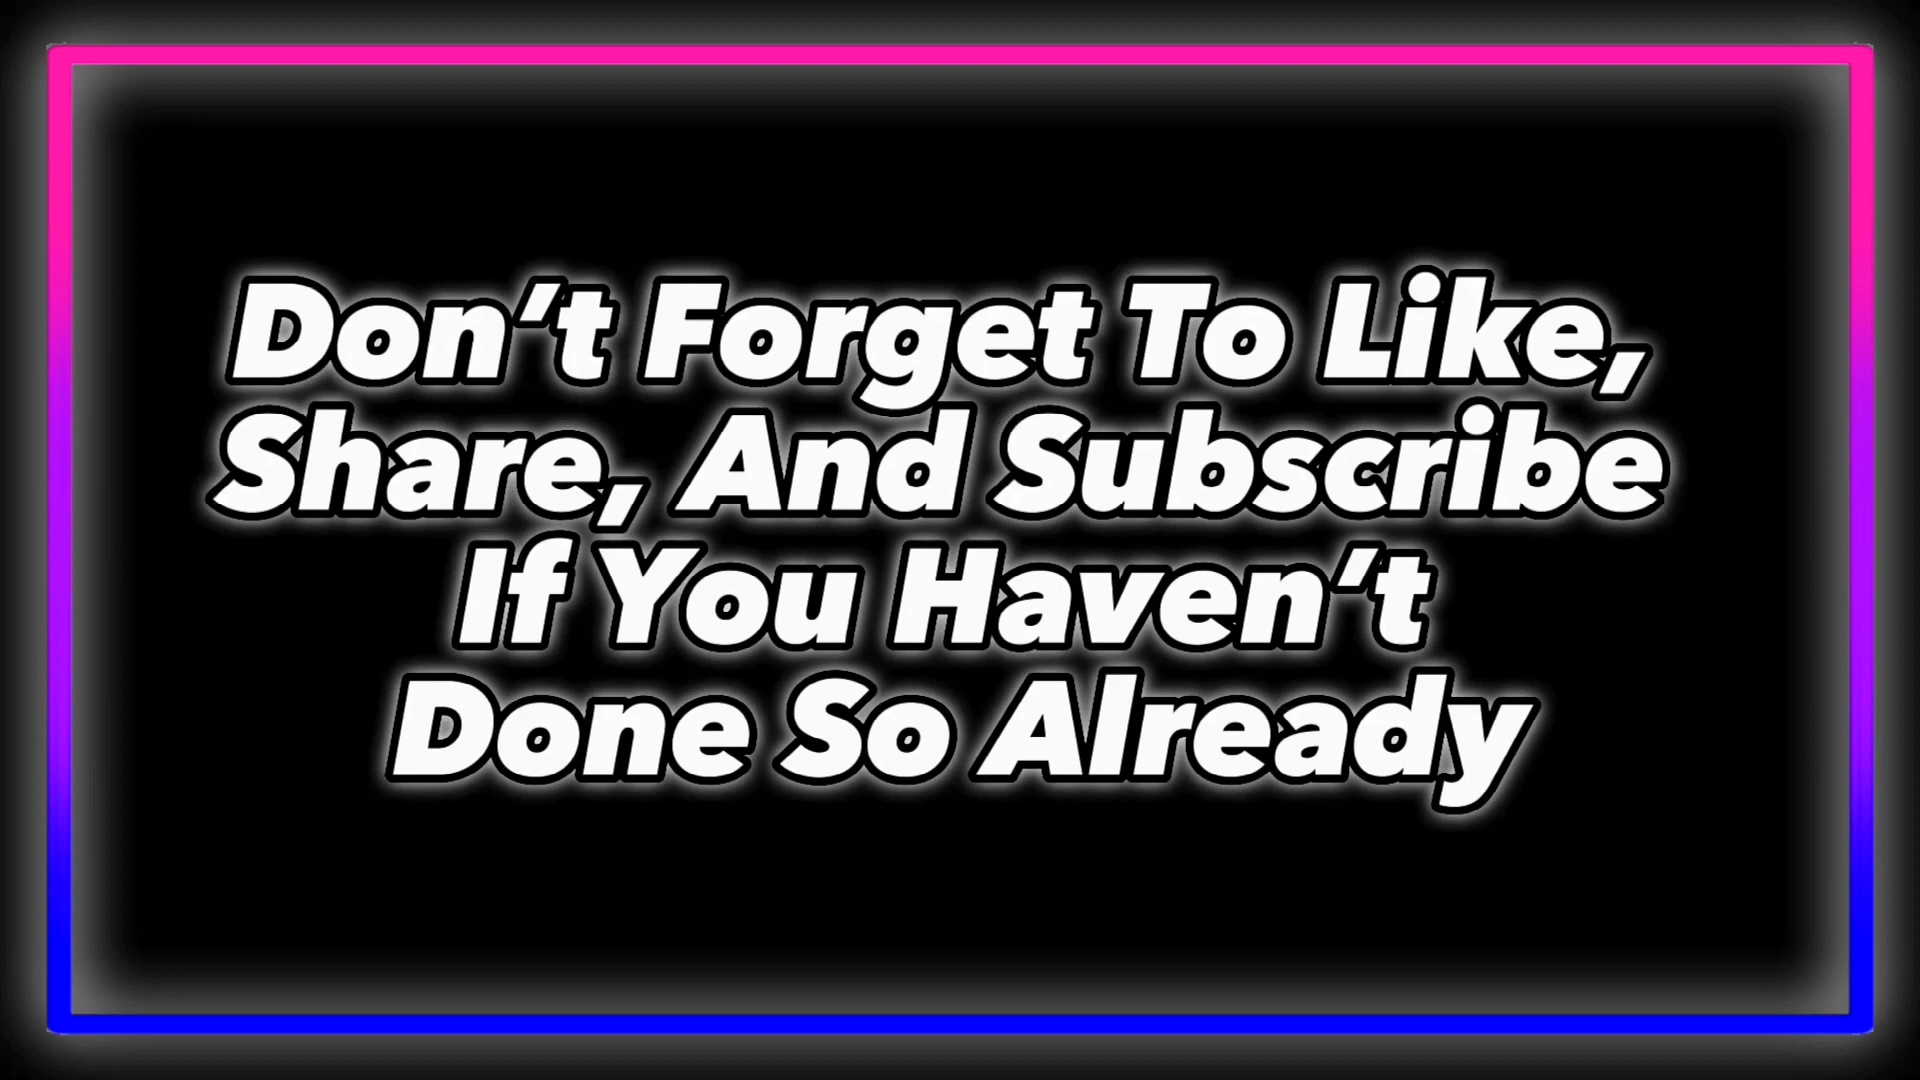 Don’t Forget To Like,
Share, And Subscribe
If You Haven’t
Done So Already